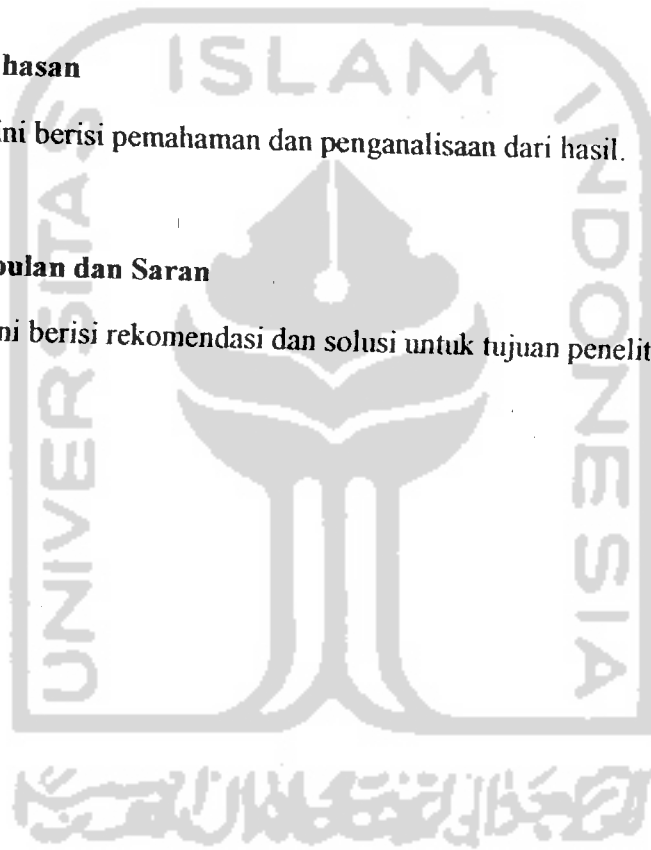 ISLAM
hasan
ini berisi pemahaman dan penganalisaan dari hasil.
UNIVERSITAS
INDONESIA
pulan dan Saran
ni berisi rekomendasi dan solusi untuk tujuan penelit